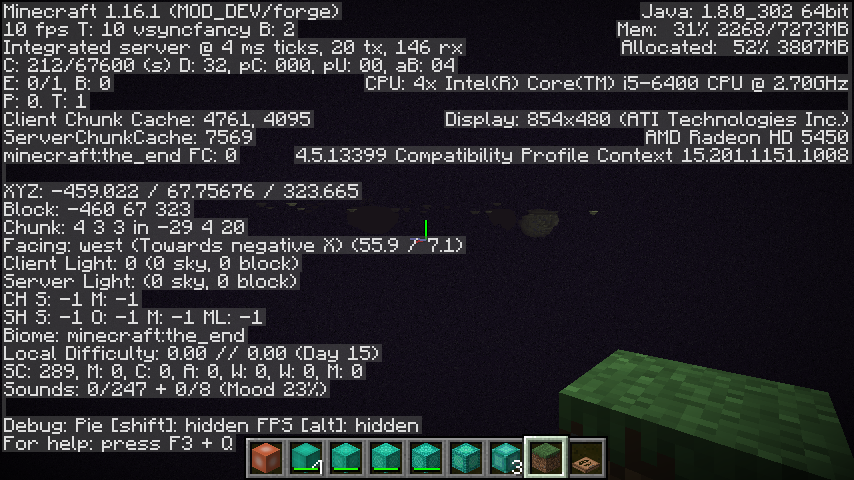 Minecraft 1.16.1 (MOD_DEV/forge)
10 fps T: 10 vsyncfancy B: 2
Integrated server @ 4 ms ticks, 20 tx, 146 rx
C: 212/67600 (s) D: 32, pC: 000, pU: 00, aB: 04
E: 0/1, B: 0
P: 0. T: 1
Client Chunk Cache: 4761, 4095
ServerChunkCache: 7569
minecraft:the_end FC: 0
XYZ: -459.022 / 67.75676 / 323.665
Block: -460 67 323
Chunk: 4 3 3 in -29 4 20
Facing: west (Towards negative X) (55.9 / 7.1)
Client Light: 0 (0 sky, 0 block)
Server Light: (0 sky, 0 block)
CH S: -1 M: -1
SH S: -1 O: -1 M: -1 ML: -1
Biome: minecraft:the_end
Local Difficulty: 0.00 // 0.00 (Day 15)
SC: 289, M: 0, C: 0, A: 0, W: 0, W: 0, M: 0
Sounds: 0/247 + 0/8 (Mood 23%)
Debug: Pie [shift]: hidden FPS [alt]: hidden
For help: press F3 + Q
Java: 1.8.0_302 64bit
Mem: 31% 2268/7273MB
Allocated: 52% 3807MB
CPU: 4x Intel(R) Core(TM) i5-6400 CPU @ 2.70GHz
Display: 854x480 (ATI Technologies Inc.)
AMD Radeon HD 5450
4.5.13399 Compatibility Profile Context 15.201.1151.1008
4
3